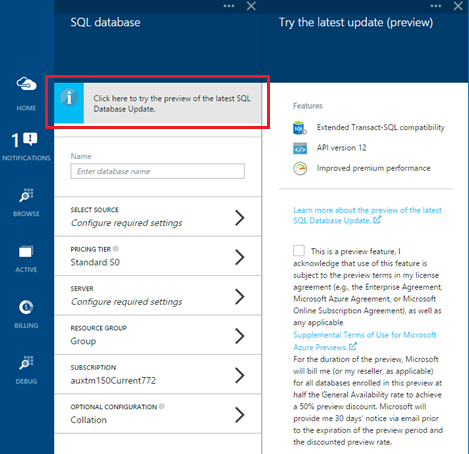 SQL database
Try the latest update (preview)
HOME
1
NOTIFICATIONS
BROWSE
ACTIVE
BILLING
DEBUG
Click here to try the preview of the latest SQL
Database Update.
Name
Enter database name
SELECT SOURCE
Configure required settings
PRICING TIER
Standard S0
SERVER
Configure required settings
RESOURCE GROUP
Group
SUBSCRIPTION
auxtm150Current772
OPTIONAL CONFIGURATION
Collation
Features
SQL
Extended Transact-SQL compatibility
API version 12
Improved premium performance
Learn more about the preview of the latest
SQL Database Update.
This is a preview feature. I
acknowledge that use of this feature is
subject to the preview terms in my license
agreement (e.g., the Enterprise Agreement,
Microsoft Azure Agreement, or Microsoft
Online Subscription Agreement), as well as
any applicable
Supplemental Terms of Use for Microsoft
Azure Previews.
For the duration of the preview, Microsoft
will bill me (or my reseller, as applicable)
for all databases enrolled in this preview at
half the General Availability rate to achieve
a 50% preview discount. Microsoft will
provide me 30 days' notice via email prior
to the expiration of the preview period and
the discounted preview rate.